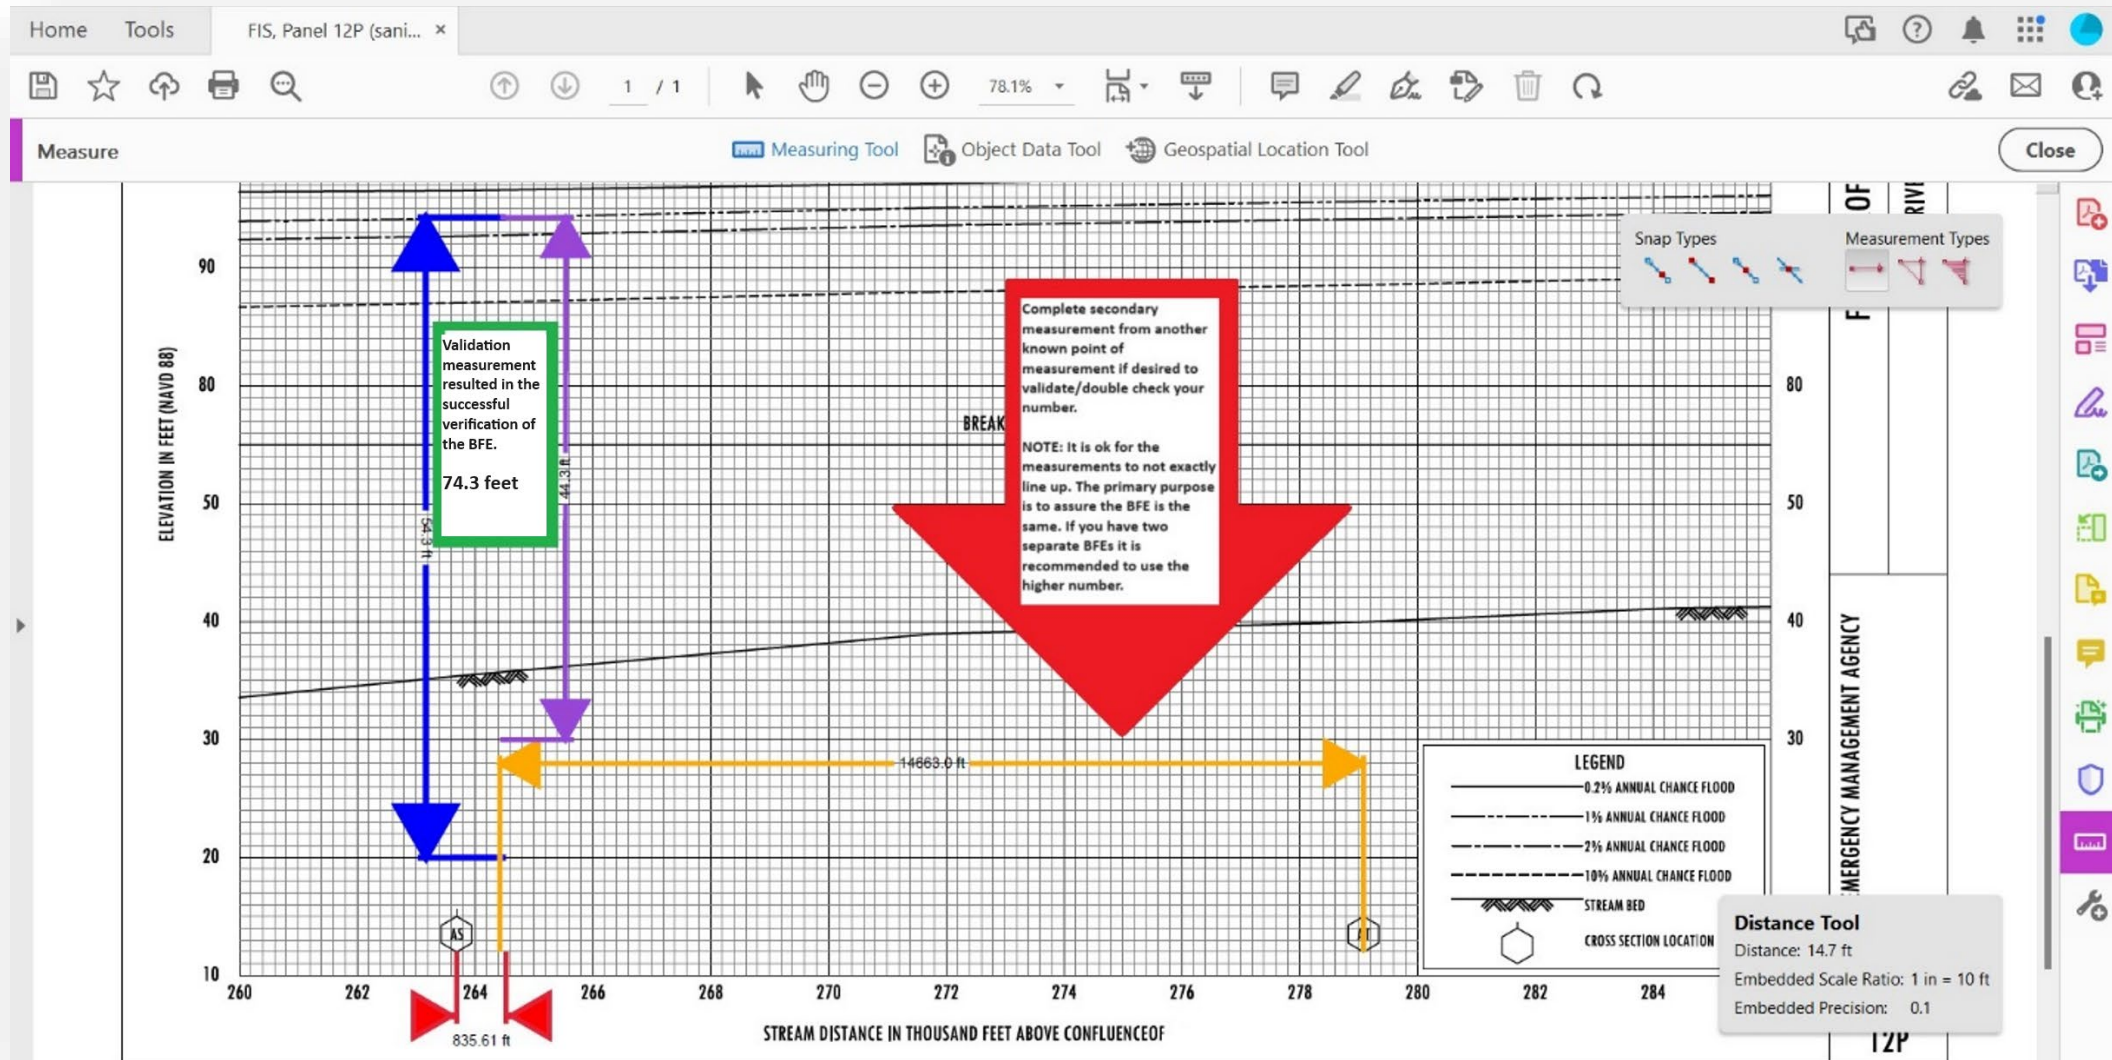 Home
Tools
FIS, Panel 12P (sani... ×
1 / 1
78.1%
Measure
Measuring Tool
Object Data Tool
Geospatial Location Tool
Close
Snap Types
Measurement Types
ELEVATION IN FEET (NAVD 88)
90
80
50
40
30
20
10
80
50
40
30
Validation
measurement
resulted in the
successful
verification of
the BFE.
74.3 feet
54.3 ft
44.3 ft
BREAK
Complete secondary
measurement from another
known point of
measurement if desired to
validate/double check your
number.
NOTE: It is ok for the
measurements to not exactly
line up. The primary purpose
is to assure the BFE is the
same. If you have two
separate BFEs it is
recommended to use the
higher number.
14663.0 ft
LEGEND
0.2% ANNUAL CHANCE FLOOD
1% ANNUAL CHANCE FLOOD
2% ANNUAL CHANCE FLOOD
10% ANNUAL CHANCE FLOOD
STREAM BED
CROSS SECTION LOCATION
AS
260 262 264 266 268 270 272 274 276 278 280 282 284
835.61 ft
STREAM DISTANCE IN THOUSAND FEET ABOVE CONFLUENCEOF
OF
RIVE
F
EMERGENCY MANAGEMENT AGENCY
Distance Tool
Distance: 14.7 ft
Embedded Scale Ratio: 1 in = 10 ft
Embedded Precision: 0.1
12P